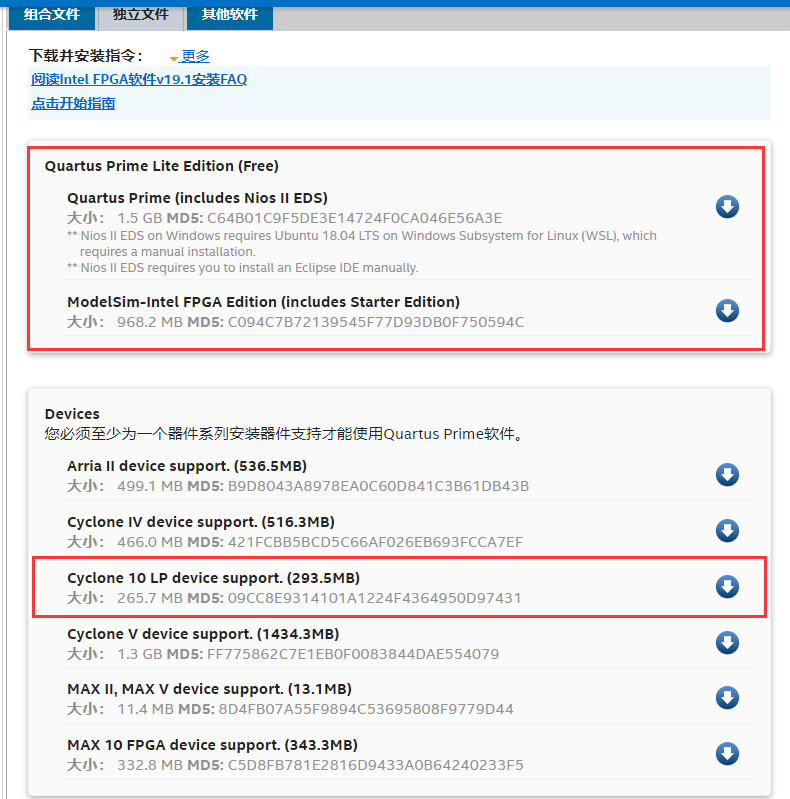 组合文件 独立文件 其他软件
下载并安装指令： 更多
阅读Intel FPGA软件v19.1安装FAQ
点击开始指南
Quartus Prime Lite Edition (Free)
Quartus Prime (includes Nios II EDS)
大小： 1.5 GB MD5: C64B01C9F5DE3E14724F0CA046E56A3E
** Nios II EDS on Windows requires Ubuntu 18.04 LTS on Windows Subsystem for Linux (WSL), which
requires a manual installation.
** Nios II EDS requires you to install an Eclipse IDE manually.
ModelSim-Intel FPGA Edition (includes Starter Edition)
大小： 968.2 MB MD5: C094C7B72139545F77D93DB0F750594C
Devices
您必须至少为一个器件系列安装器件支持才能使用Quartus Prime软件。
Arria II device support. (536.5MB)
大小： 499.1 MB MD5: B9D8043A8978EA0C60D841C3B61DB43B
Cyclone IV device support. (516.3MB)
大小： 466.0 MB MD5: 421FCBB5BCD5C66AF026EB693FCCA7EF
Cyclone 10 LP device support. (293.5MB)
大小： 265.7 MB MD5: 09CC8E9314101A1224F4364950D97431
Cyclone V device support. (1434.3MB)
大小： 1.3 GB MD5: FF775862C7E1EB0F0083844DAE554079
MAX II, MAX V device support. (13.1MB)
大小： 11.4 MB MD5: 8D4FB07A55F9894C53695808F9779D44
MAX 10 FPGA device support. (343.3MB)
大小： 332.8 MB MD5: C5D8FB781E2816D9433A0B64240233F5